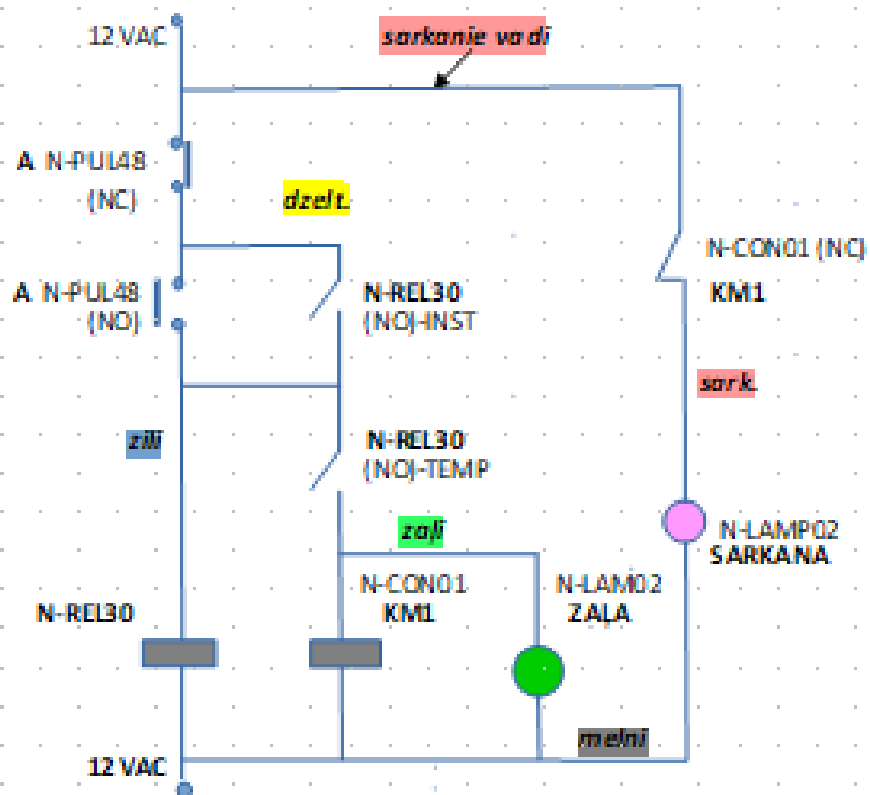 12 VAC
sarkanie vadi
A N-PUL48
(NC)
dzelt.
N-CON01 (NC)
KM1
A N-PUL48
(NO)
N-REL30
(NO)-INST
sark.
zili
N-REL30
(NO)-TEMP
zaļi
N-LAMP02
SARKANA
N-REL30
N-CON01
KM1
N-LAM02
ZAĻA
melni
12 VAC